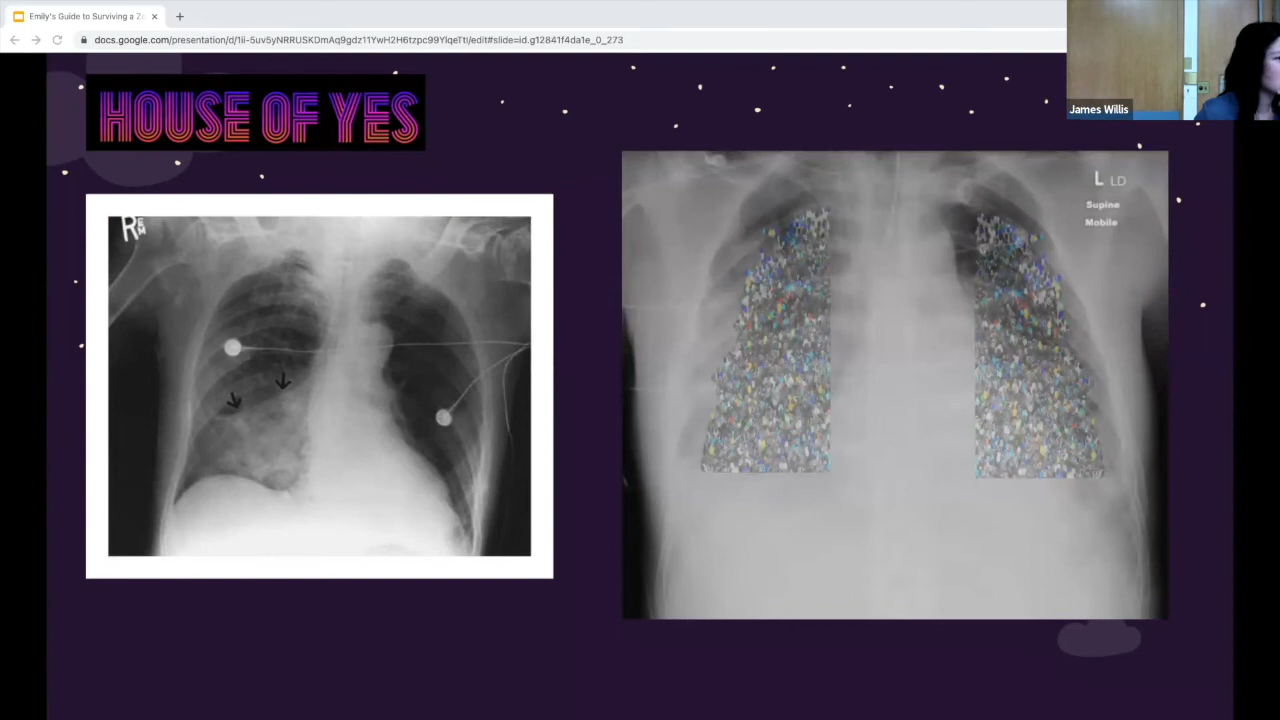 Emily's Guide to Surviving a Z
docs.google.com/presentation/d/1Ii-5uv5yNRRUSKDmAq9gdz11YwH2H6tzpc99YlqeTtI/edit#slide=id.g12841f4da1e_0_273
James Willis
HOUSE OF YES
L LD
Supine
Mobile
R